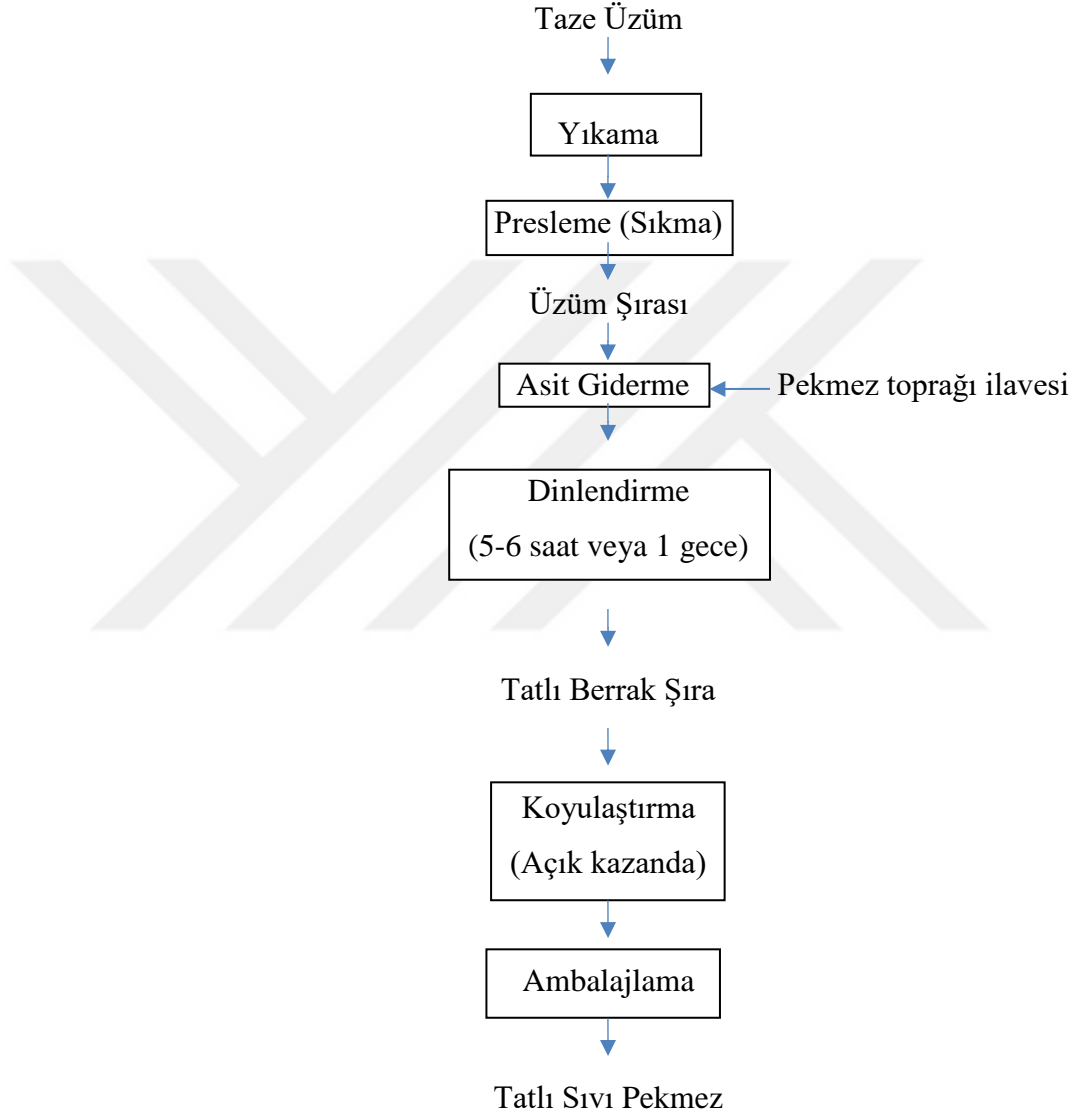 Taze Üzüm
Yıkama
Presleme (Sıkma)
Üzüm Şırası
Asit Giderme
Pekmez toprağı ilavesi
Dinlendirme
(5-6 saat veya 1 gece)
Tatlı Berrak Şıra
Koyulaştırma
(Açık kazanda)
Ambalajlama
Tatlı Sıvı Pekmez